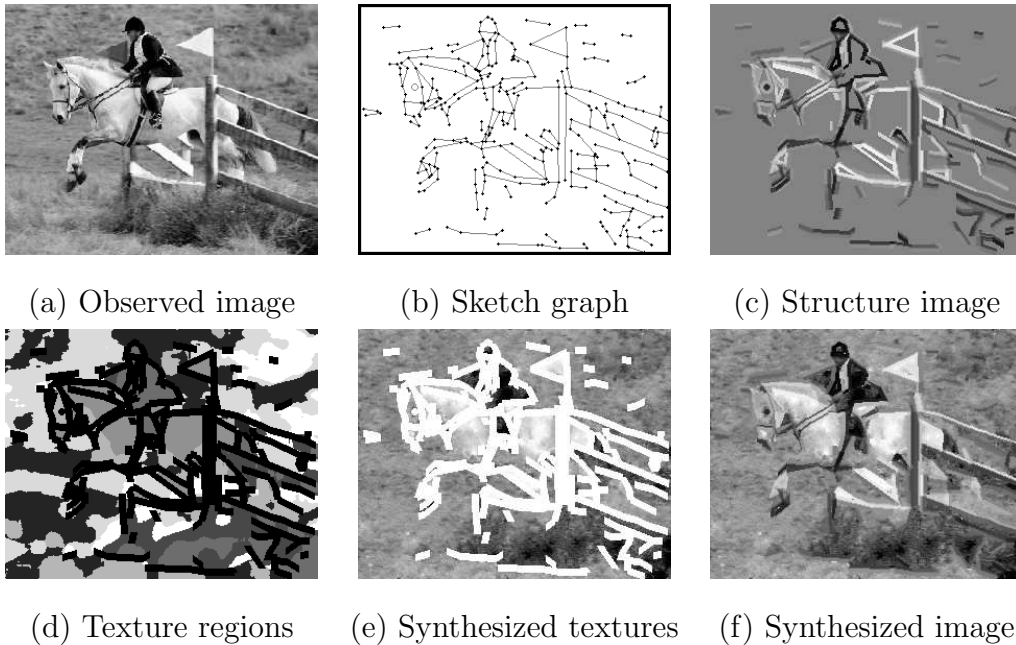 (a) Observed image
(b) Sketch graph
(c) Structure image
(d) Texture regions
(e) Synthesized textures
(f) Synthesized image